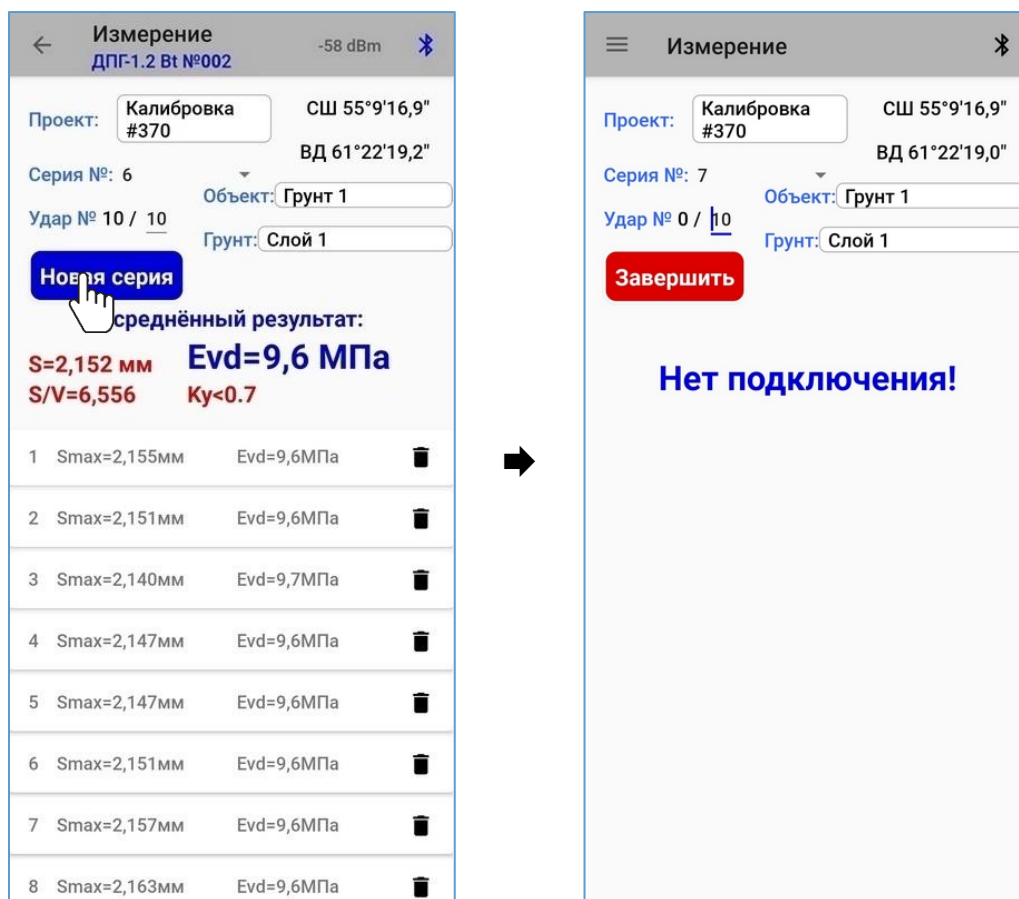 Измерение
ДПГ-1.2 Bt №002
-58 dBm
Проект:
Калибровка
#370
СШ 55°9'16,9"
ВД 61°22'19,2"
Серия №: 6
Объект: Грунт 1
Удар № 10 / 10
Грунт: Слой 1
Новая серия
среднённый результат:
S=2,152 мм
Evd=9,6 МПа
S/V=6,556
Ky<0.7
1 Smax=2,155мм Evd=9,6МПа
2 Smax=2,151мм Evd=9,6МПа
3 Smax=2,140мм Evd=9,7МПа
4 Smax=2,147мм Evd=9,6МПа
5 Smax=2,147мм Evd=9,6МПа
6 Smax=2,151мм Evd=9,6МПа
7 Smax=2,157мм Evd=9,6МПа
8 Smax=2,163мм Evd=9,6МПа
Измерение
Проект:
Калибровка
#370
СШ 55°9'16,9"
ВД 61°22'19,0"
Серия №: 7
Объект: Грунт 1
Удар № 0 / 10
Грунт: Слой 1
Завершить
Нет подключения!